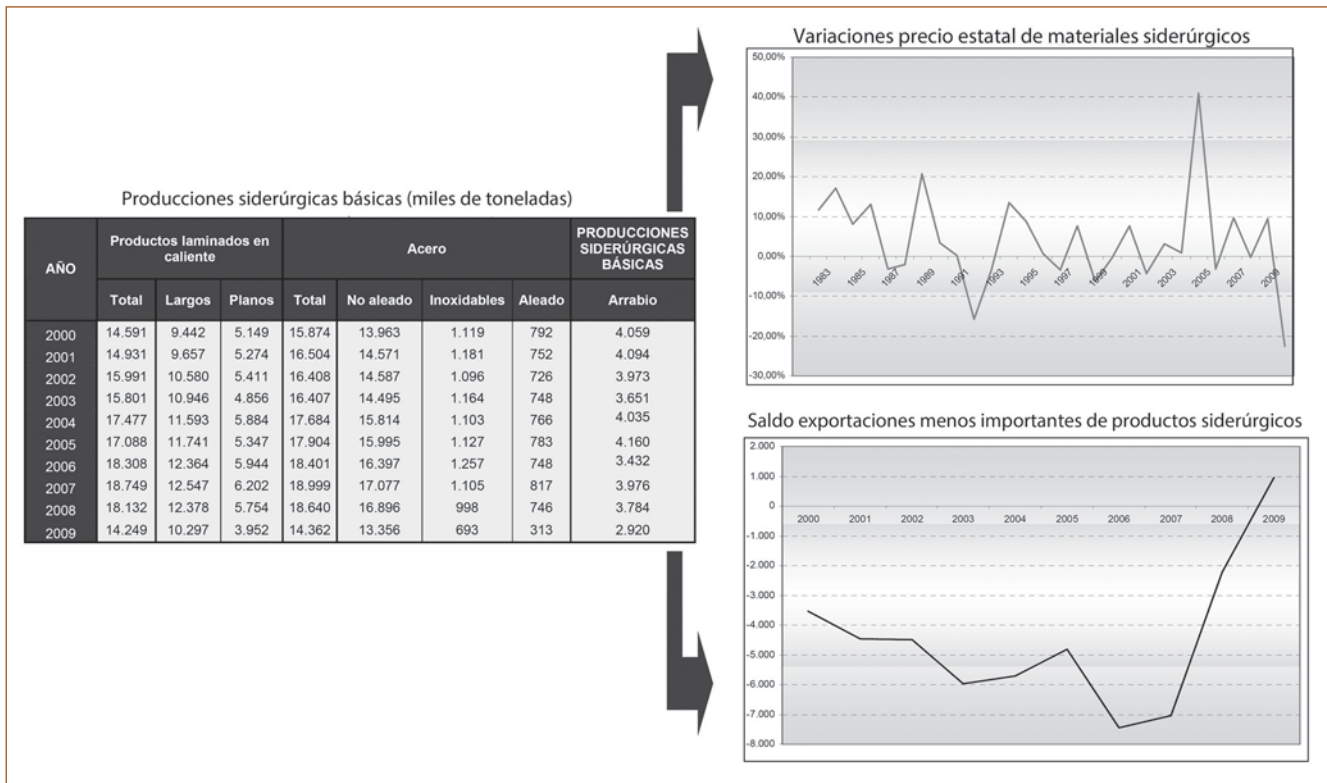 Producciones siderúrgicas básicas (miles de toneladas)
AÑO
Productos laminados en
caliente
Acero
PRODUCCIONES
SIDERÚRGICAS
BÁSICAS
Total Largos Planos Total No aleado Inoxidables Aleado Arrabio
2000 14.591 9.442 5.149 15.874 13.963 1.119 792 4.059
2001 14.931 9.657 5.274 16.504 14.571 1.181 752 4.094
2002 15.991 10.580 5.411 16.408 14.587 1.096 726 3.973
2003 15.801 10.946 4.856 16.407 14.495 1.164 748 3.651
2004 17.477 11.593 5.884 17.684 15.814 1.103 766 4.035
2005 17.088 11.741 5.347 17.904 15.995 1.127 783 4.160
2006 18.308 12.364 5.944 18.401 16.397 1.257 748 3.432
2007 18.749 12.547 6.202 18.999 17.077 1.105 817 3.976
2008 18.132 12.378 5.754 18.640 16.896 998 746 3.784
2009 14.249 10.297 3.952 14.362 13.356 693 313 2.920
Variaciones precio estatal de materiales siderúrgicos
50,00%
40,00%
30,00%
20,00%
10,00%
0,00%
-10,00%
-20,00%
-30,00%
1983 1985 1987 1989 1991 1993 1995 1997 1999 2001 2003 2005 2007 2009
Saldo exportaciones menos importantes de productos siderúrgicos
2.000
1.000
0
-1.000
-2.000
-3.000
-4.000
-5.000
-6.000
-7.000
-8.000
2000 2001 2002 2003 2004 2005 2006 2007 2008 2009